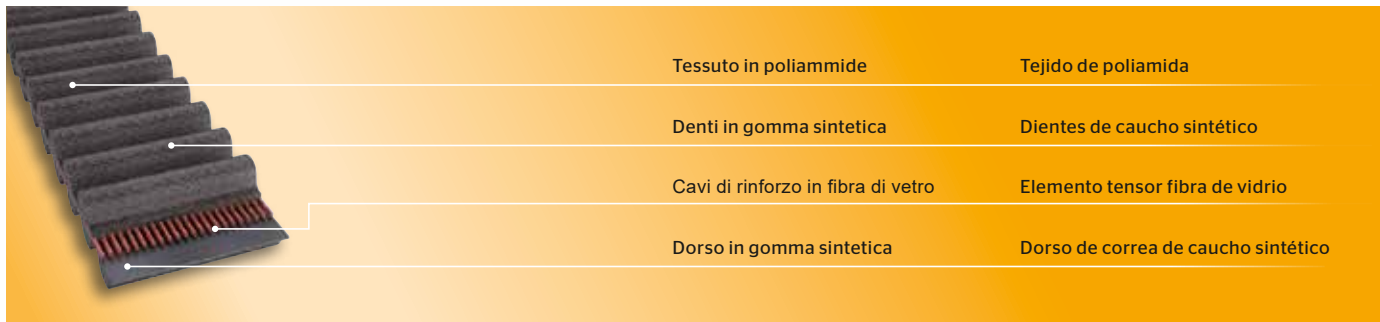 Tessuto in poliammide Tejido de poliamida
Denti in gomma sintetica Dientes de caucho sintético
Cavi di rinforzo in fibra di vetro Elemento tensor fibra de vidrio
Dorso in gomma sintetica Dorso de correa de caucho sintético